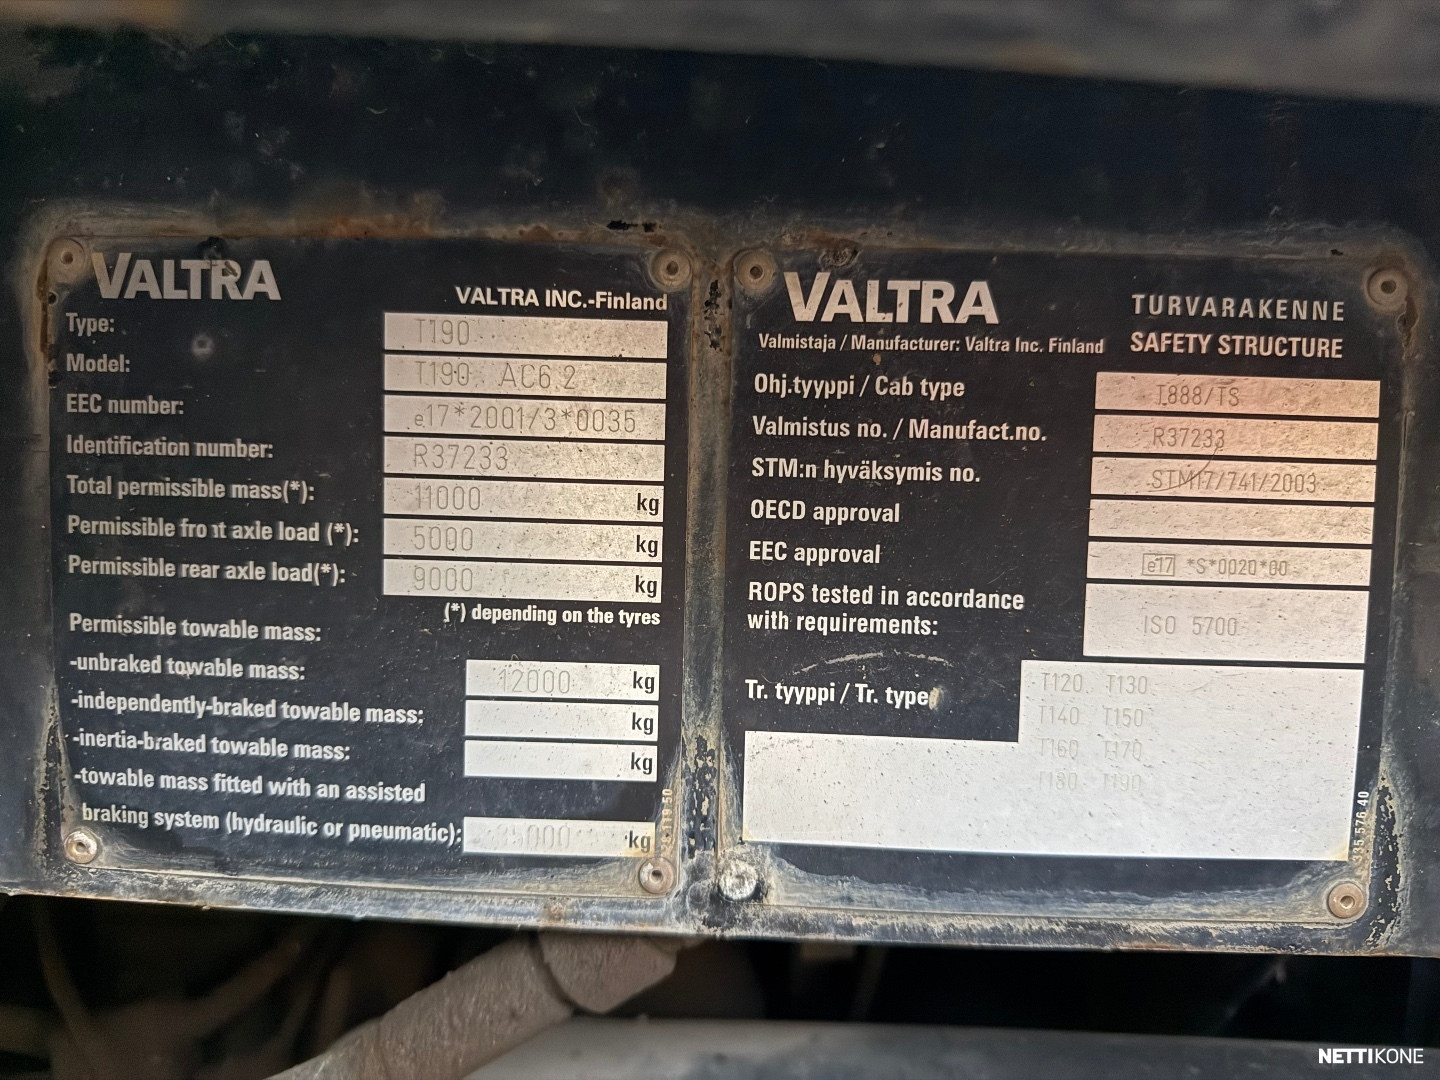 VALTRA
VALTRA INC.-Finland
Type: T190
Model: T190 AC6.2
EEC number: e17*2001/3*0035
Identification number: R37233
Total permissible mass(*): 11000 kg
Permissible front axle load (*): 5000 kg
Permissible rear axle load(*): 9000 kg
(*) depending on the tyres
Permissible towable mass:
-unbraked towable mass: 12000 kg
-independently-braked towable mass: kg
-inertia-braked towable mass: kg
-towable mass fitted with an assisted
braking system (hydraulic or pneumatic): kg
VALTRA
TURVARAKENNE
Valmistaja / Manufacturer: Valtra Inc. Finland
SAFETY STRUCTURE
Ohj.tyyppi / Cab type T888/TS
Valmistus no. / Manufact.no. R37233
STM:n hyväksymis no. STM17/741/2003
OECD approval
EEC approval e17 *S*0020*00
ROPS tested in accordance
with requirements: ISO 5700
Tr. tyyppi / Tr. type
T120 T130
T140 T150
T160 T170
T180 T190
NETTIKONE